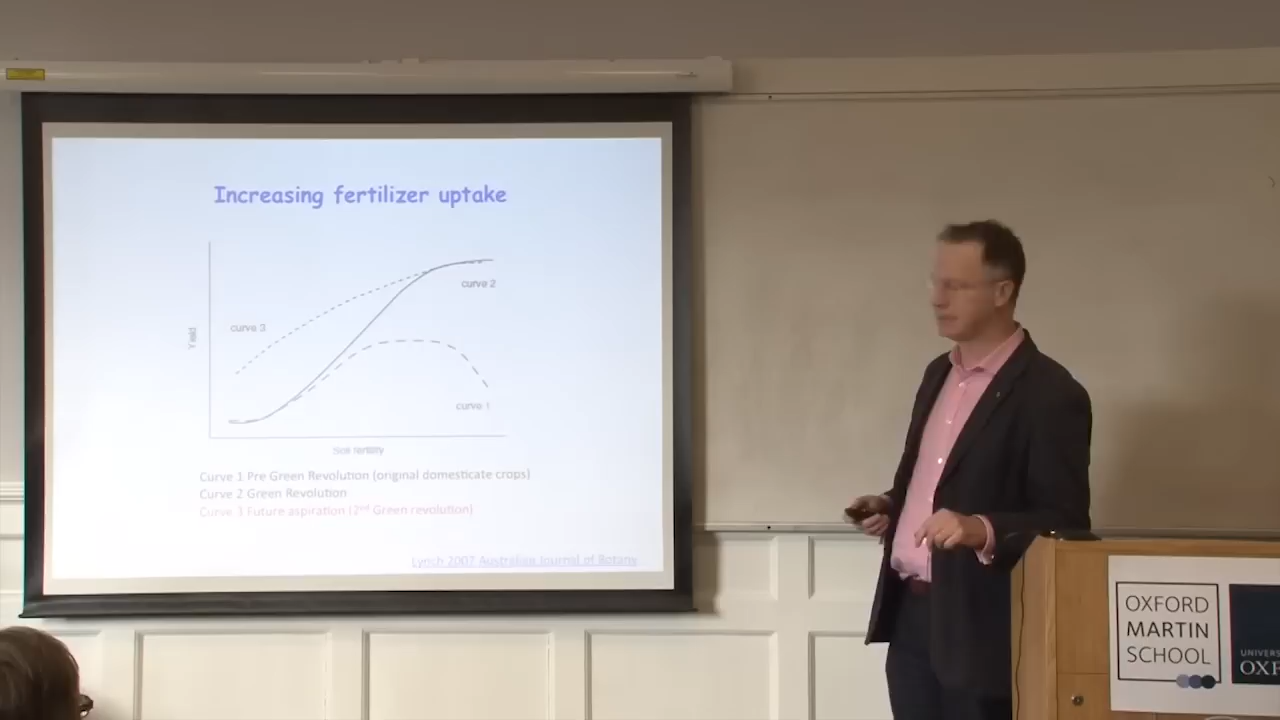 Increasing fertilizer uptake
curve 2
curve 3
Yield
curve 1
Soil fertility
Curve 1 Pre Green Revolution (original domesticate crops)
Curve 2 Green Revolution
Curve 3 Future aspiration (2nd Green revolution)
Lynch 2007 Australian Journal of Botany
OXFORD
MARTIN
SCHOOL